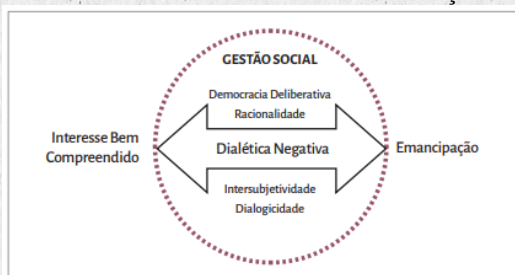 GESTÃO SOCIAL
Democracia Deliberativa
Racionalidade
Interesse Bem
Compreendido
Dialética Negativa
Emancipação
Intersubjetividade
Dialogicidade